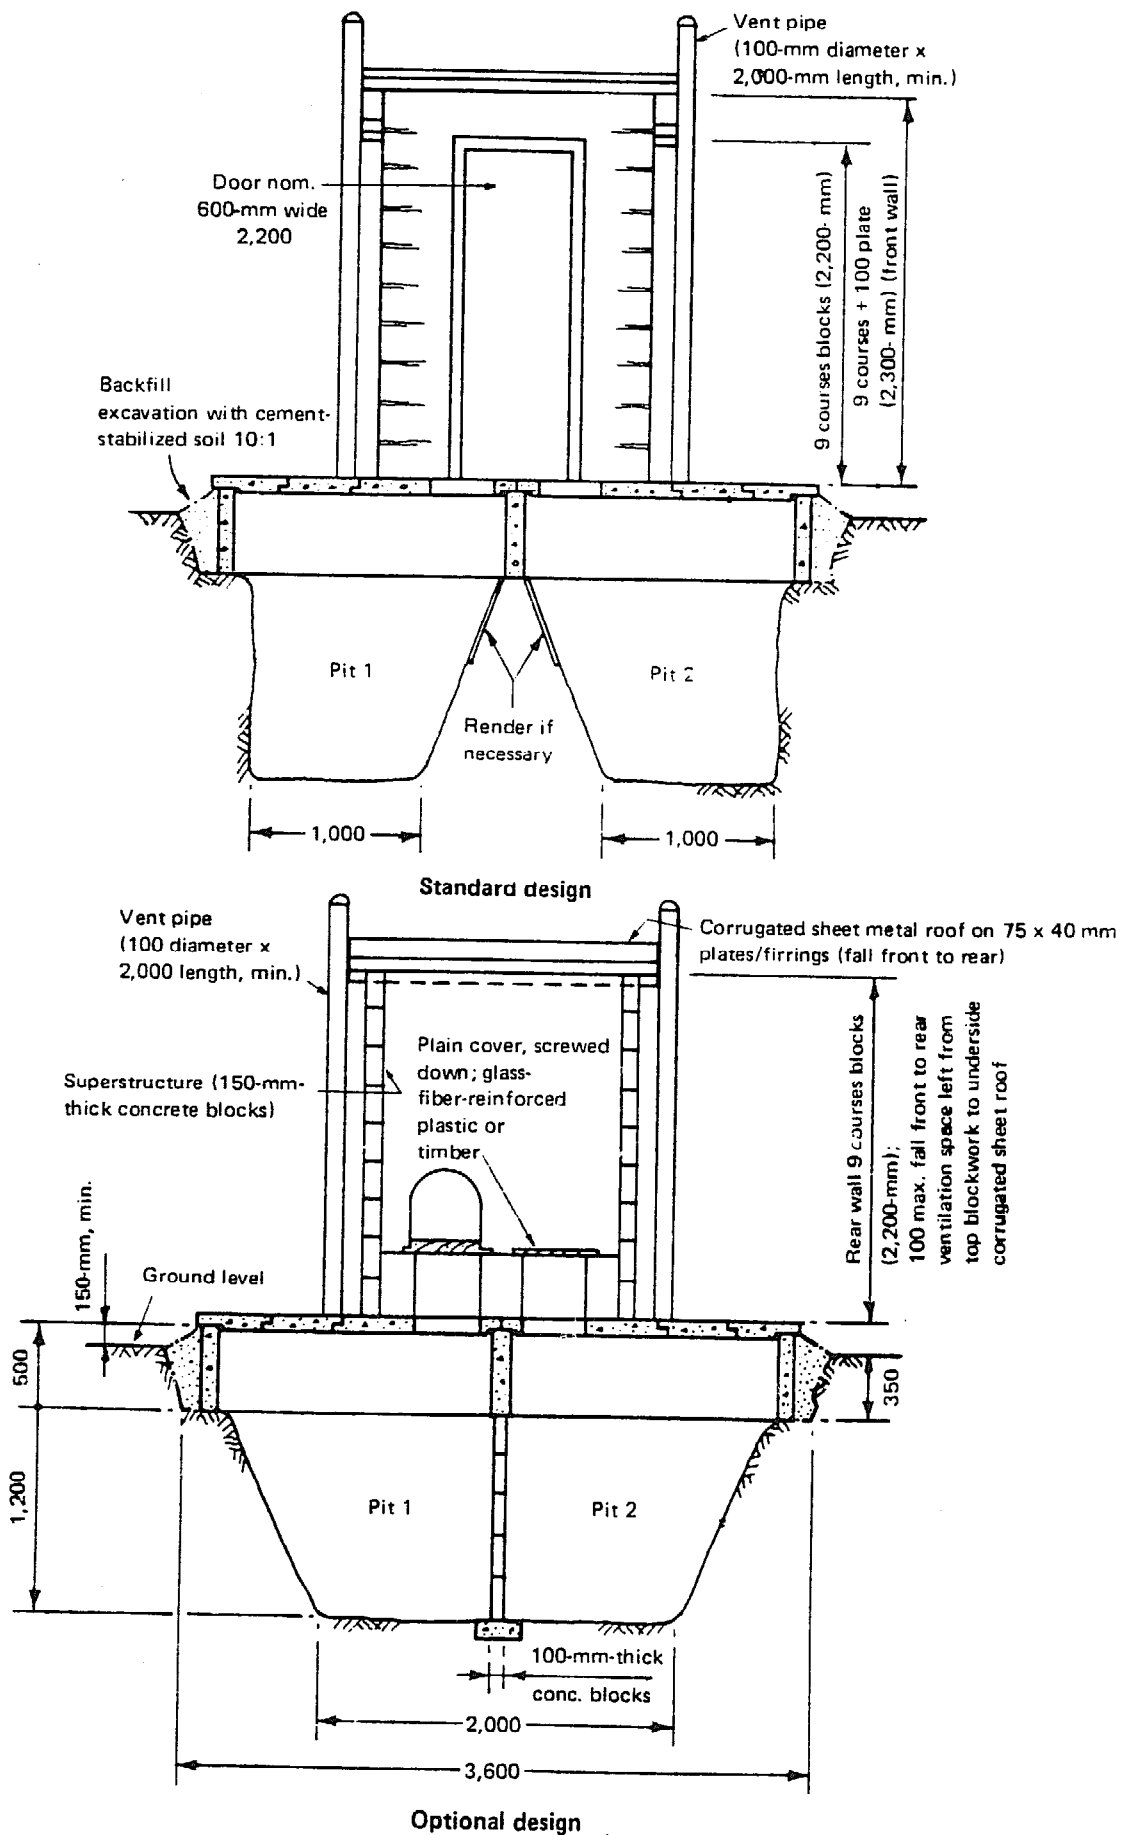 Vent pipe
(100-mm diameter x
2,000-mm length, min.)
Door nom.
600-mm wide
2,200
9 courses blocks (2,200- mm)
9 courses + 100 plate
(2,300- mm) (front wall)
Backfill
excavation with cement-
stabilized soil 10:1
Pit 1
Pit 2
Render if
necessary
1,000
1,000
Standard design
Vent pipe
(100 diameter x
2,000 length, min.)
Corrugated sheet metal roof on 75 x 40 mm
plates/firrings (fall front to rear)
Plain cover, screwed
down; glass-
fiber-reinforced
plastic or
timber
Superstructure (150-mm-
thick concrete blocks)
Rear wall 9 courses blocks
(2,200-mm);
100 max. fall front to rear
ventilation space left from
top blockwork to underside
corrugated sheet roof
150-mm, min.
Ground level
500
350
1,200
Pit 1
Pit 2
100-mm-thick
conc. blocks
2,000
3,600
Optional design